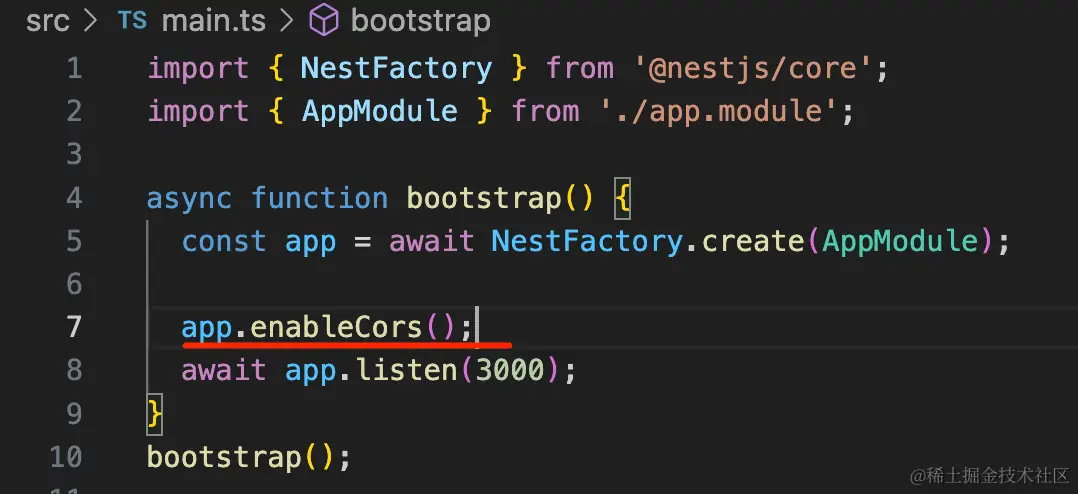 src > TS main.ts > bootstrap
1 import { NestFactory } from '@nestjs/core';
2 import { AppModule } from './app.module';
3
4 async function bootstrap() {
5 const app = await NestFactory.create(AppModule);
6
7 app.enableCors();
8 await app.listen(3000);
9 }
10 bootstrap();
11
@稀土掘金技术社区